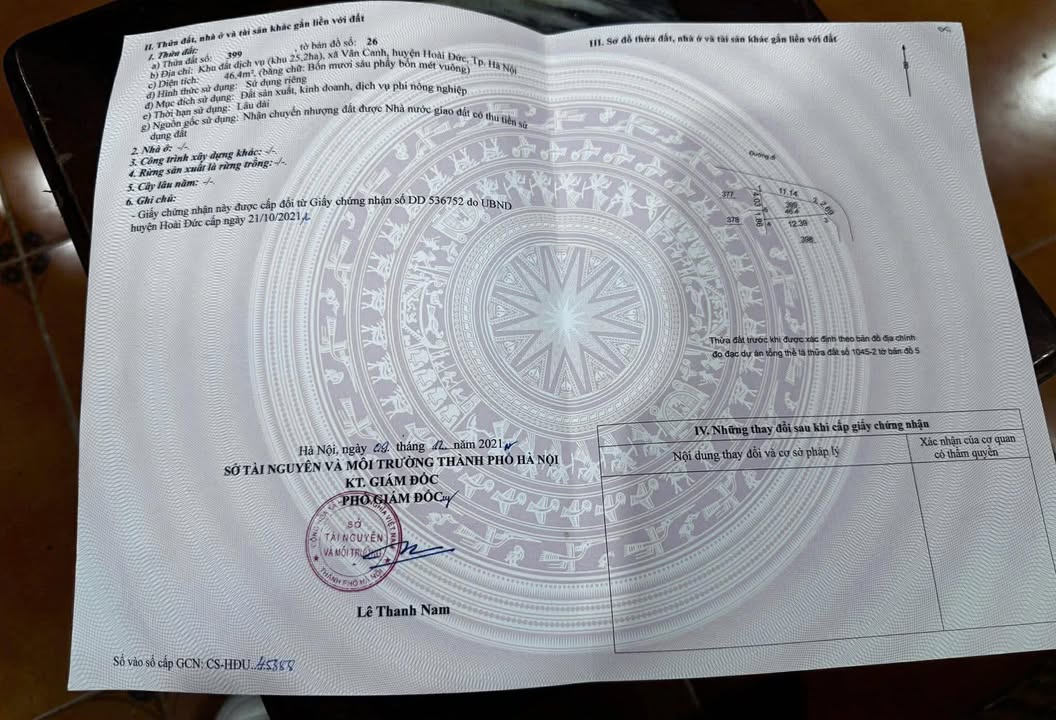 II. Thửa đất, nhà ở và tài sản khác gắn liền với đất
1. Thửa đất:
a) Thửa đất số: 399 , tờ bản đồ số: 26
b) Địa chỉ: Khu đất dịch vụ (khu 25,2ha), xã Vân Canh, huyện Hoài Đức, Tp. Hà Nội
c) Diện tích: 46,4m², (bằng chữ: Bốn mươi sáu phẩy bốn mét vuông)
d) Hình thức sử dụng: Sử dụng riêng
đ) Mục đích sử dụng: Đất sản xuất, kinh doanh, dịch vụ phi nông nghiệp
e) Thời hạn sử dụng: Lâu dài
g) Nguồn gốc sử dụng: Nhận chuyển nhượng đất được Nhà nước giao đất có thu tiền sử
dụng đất
2. Nhà ở: -/-
3. Công trình xây dựng khác: -/-
4. Rừng sản xuất là rừng trồng: -/-
5. Cây lâu năm: -/-
6. Ghi chú:
- Giấy chứng nhận này được cấp đổi từ Giấy chứng nhận số DD 536752 do UBND
huyện Hoài Đức cấp ngày 21/10/2021
Hà Nội, ngày 09 tháng 12 năm 2021
SỞ TÀI NGUYÊN VÀ MÔI TRƯỜNG THÀNH PHỐ HÀ NỘI
KT. GIÁM ĐỐC
PHÓ GIÁM ĐỐC
SỞ
TÀI NGUYÊN
VÀ MÔI TRƯỜNG
THÀNH PHỐ HÀ NỘI
Lê Thanh Nam
Số vào sổ cấp GCN: CS-HĐU..45388
III. Sơ đồ thửa đất, nhà ở và tài sản khác gắn liền với đất
B
Đường đi
377
378
11.14
399
46.4
2.69
12.39
398
4.03
1.86
Thửa đất trước khi được xác định theo bản đồ địa chính
đo đạc dự án tổng thể là thửa đất số 1045-2 tờ bản đồ 5
IV. Những thay đổi sau khi cấp giấy chứng nhận
Nội dung thay đổi và cơ sở pháp lý
Xác nhận của cơ quan
có thẩm quyền